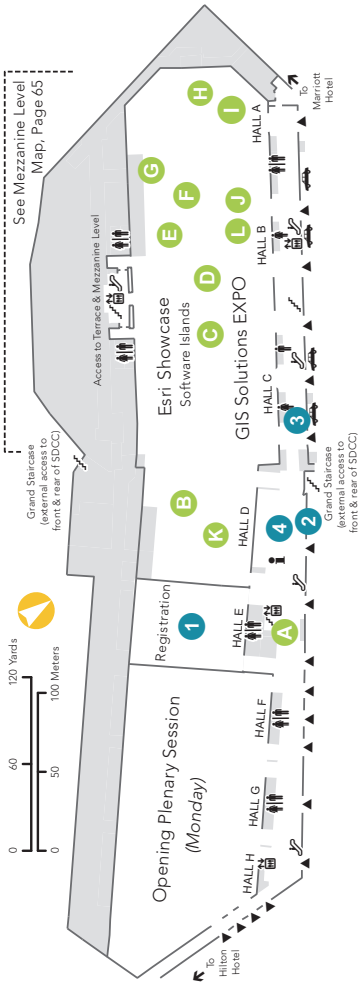 See Mezzanine Level
Map, Page 65
Grand Staircase
(external access to
front & rear of SDCC)
Access to Terrace & Mezzanine Level
0
60
120 Yards
0
50
100 Meters
Opening Plenary Session
(Monday)
Registration
1
Esri Showcase
Software Islands
GIS Solutions EXPO
B
K
C
D
E
F
G
H
I
J
L
A
4
2
3
HALL H
HALL G
HALL F
HALL E
HALL D
HALL C
HALL B
HALL A
To
Hilton
Hotel
Grand Staircase
(external access to
front & rear of SDCC)
To
Marriott
Hotel